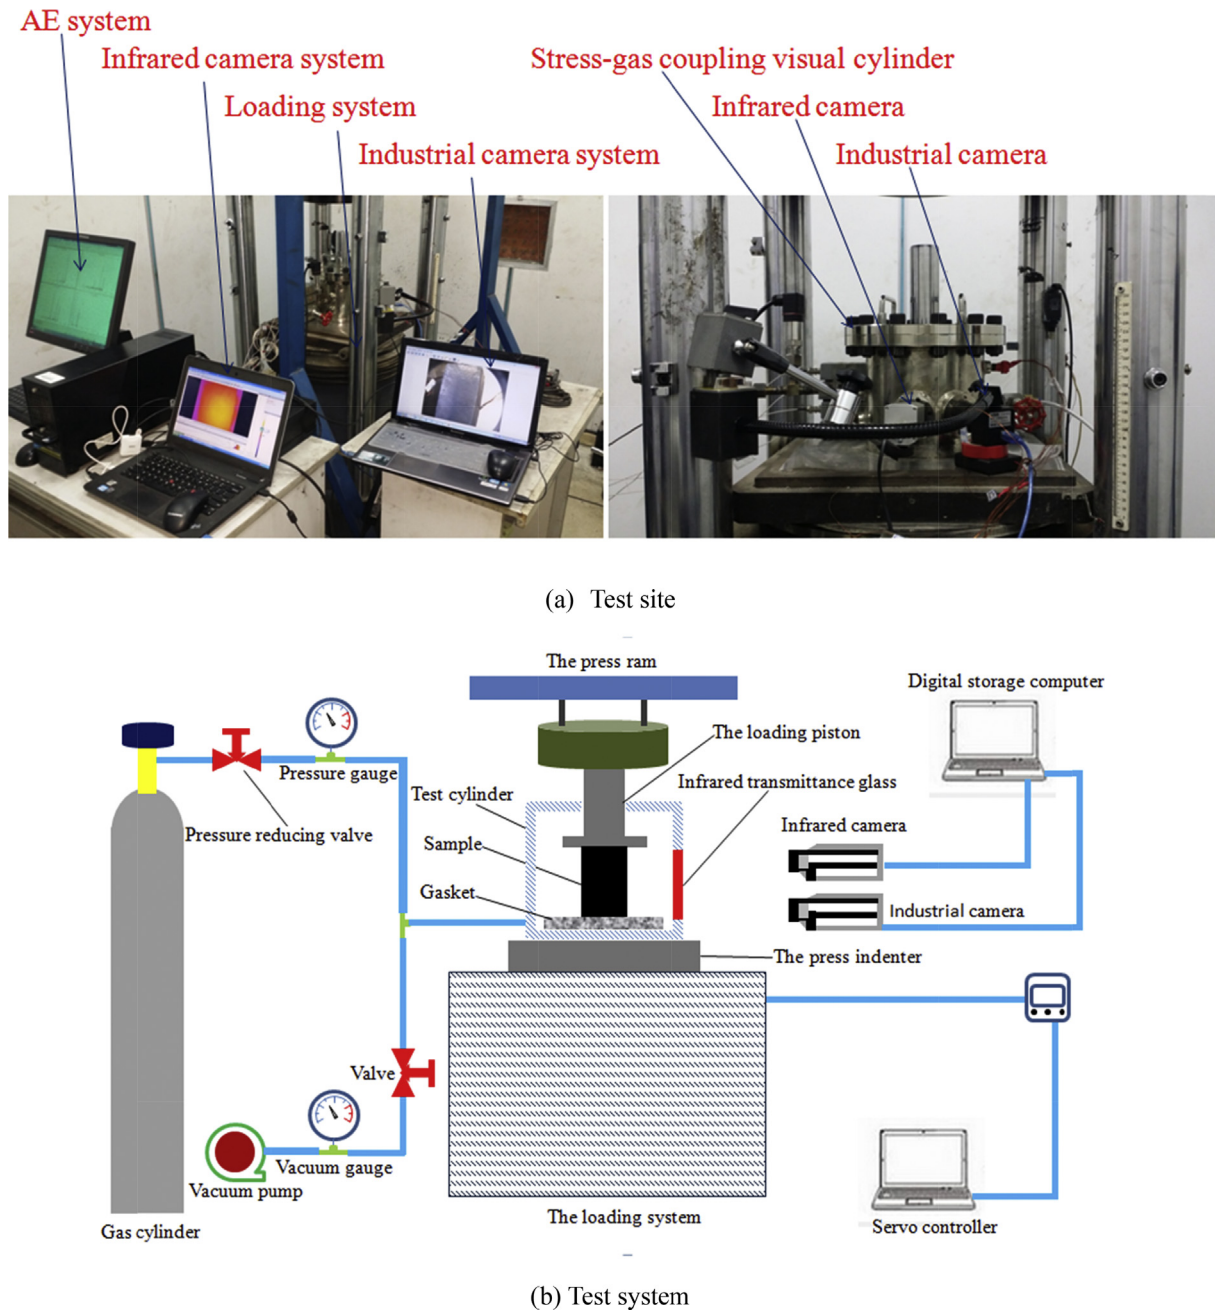 AE system
Infrared camera system
Loading system
Industrial camera system
Stress-gas coupling visual cylinder
Infrared camera
Industrial camera
(a) Test site
The press ram
Digital storage computer
The loading piston
Pressure gauge
Infrared transmittance glass
Test cylinder
Pressure reducing valve
Sample
Infrared camera
Gasket
Industrial camera
The press indenter
Valve
Vacuum gauge
Vacuum pump
Gas cylinder
The loading system
Servo controller
(b) Test system